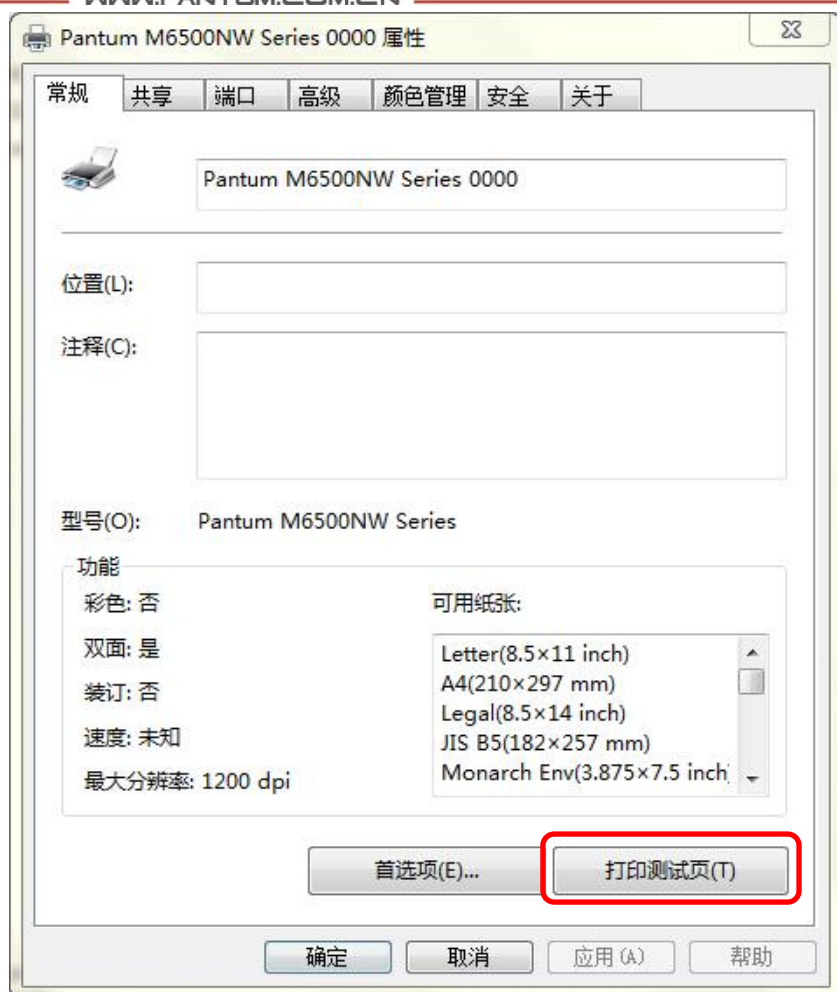 WWW.PANTUM.COM.CN
Pantum M6500NW Series 0000 属性
常规 共享 端口 高级 颜色管理 安全 关于
Pantum M6500NW Series 0000
位置(L):
注释(C):
型号(O): Pantum M6500NW Series
功能
彩色: 否 可用纸张:
双面: 是
Letter(8.5×11 inch)
装订: 否
A4(210×297 mm)
Legal(8.5×14 inch)
速度: 未知
JIS B5(182×257 mm)
最大分辨率: 1200 dpi
Monarch Env(3.875×7.5 inch
首选项(E)... 打印测试页(T)
确定 取消 应用(A) 帮助